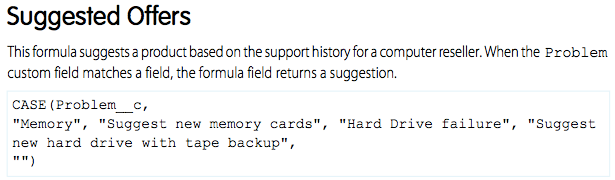 Suggested Offers
This formula suggests a product based on the support history for a computer reseller. When the Problem
custom field matches a field, the formula field returns a suggestion.
CASE(Problem__c,
"Memory", "Suggest new memory cards", "Hard Drive failure", "Suggest
new hard drive with tape backup",
"")